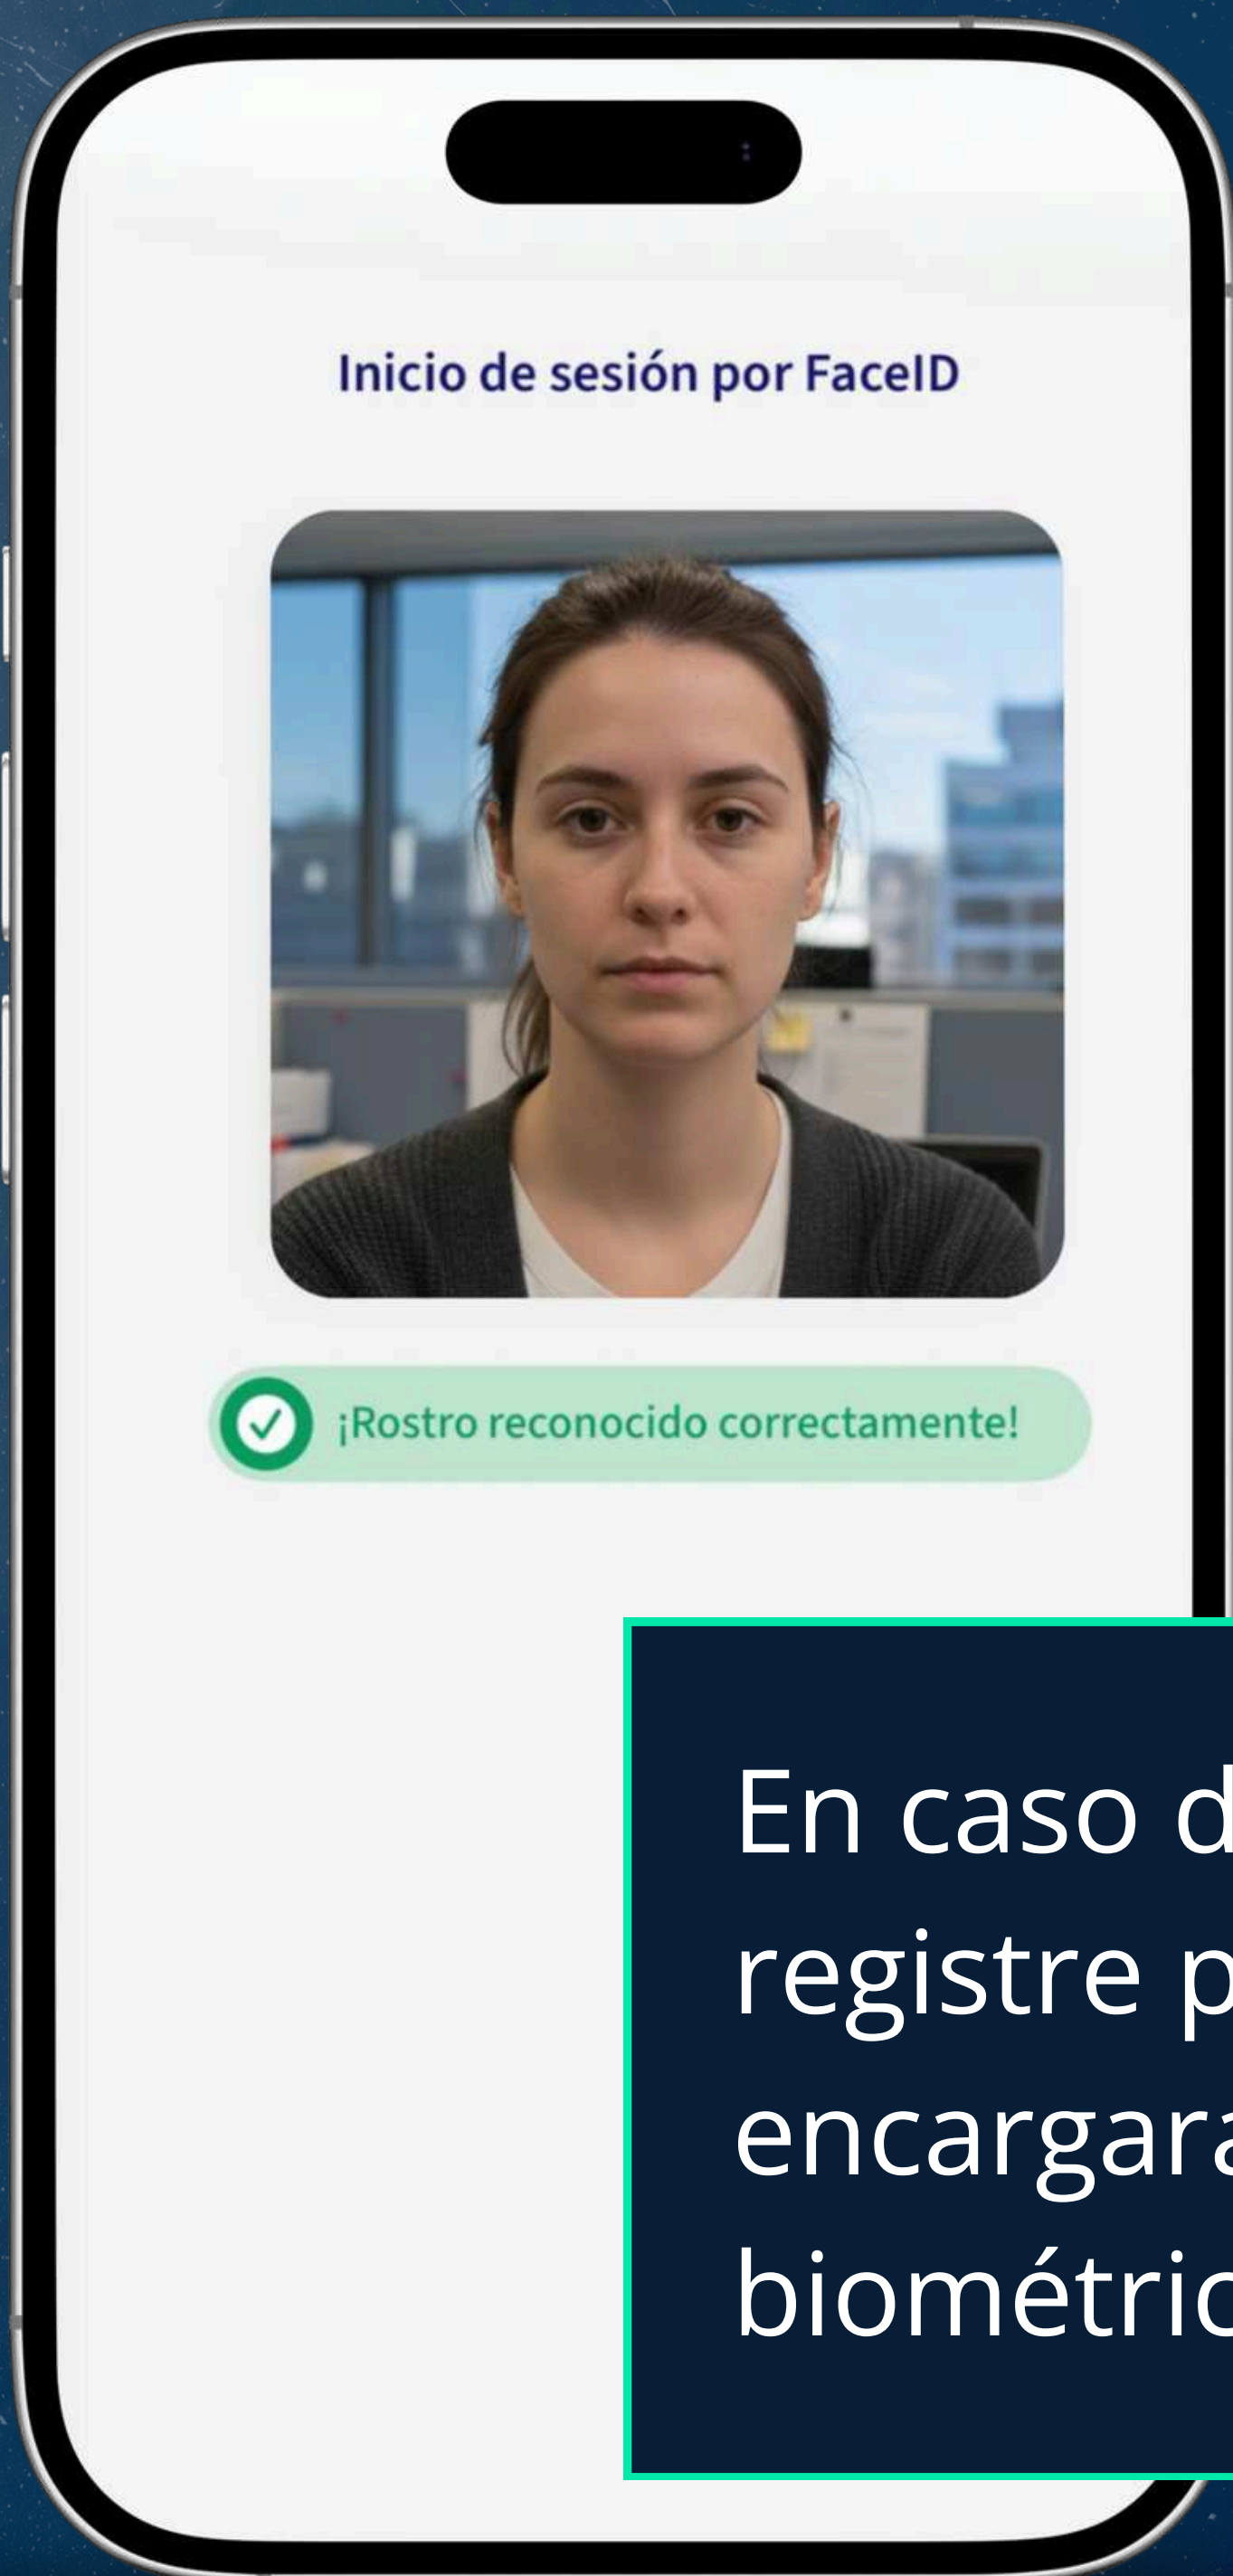 Inicio de sesión por FaceID
¡Rostro reconocido correctamente!
En caso d
registre p
encargara
biométric